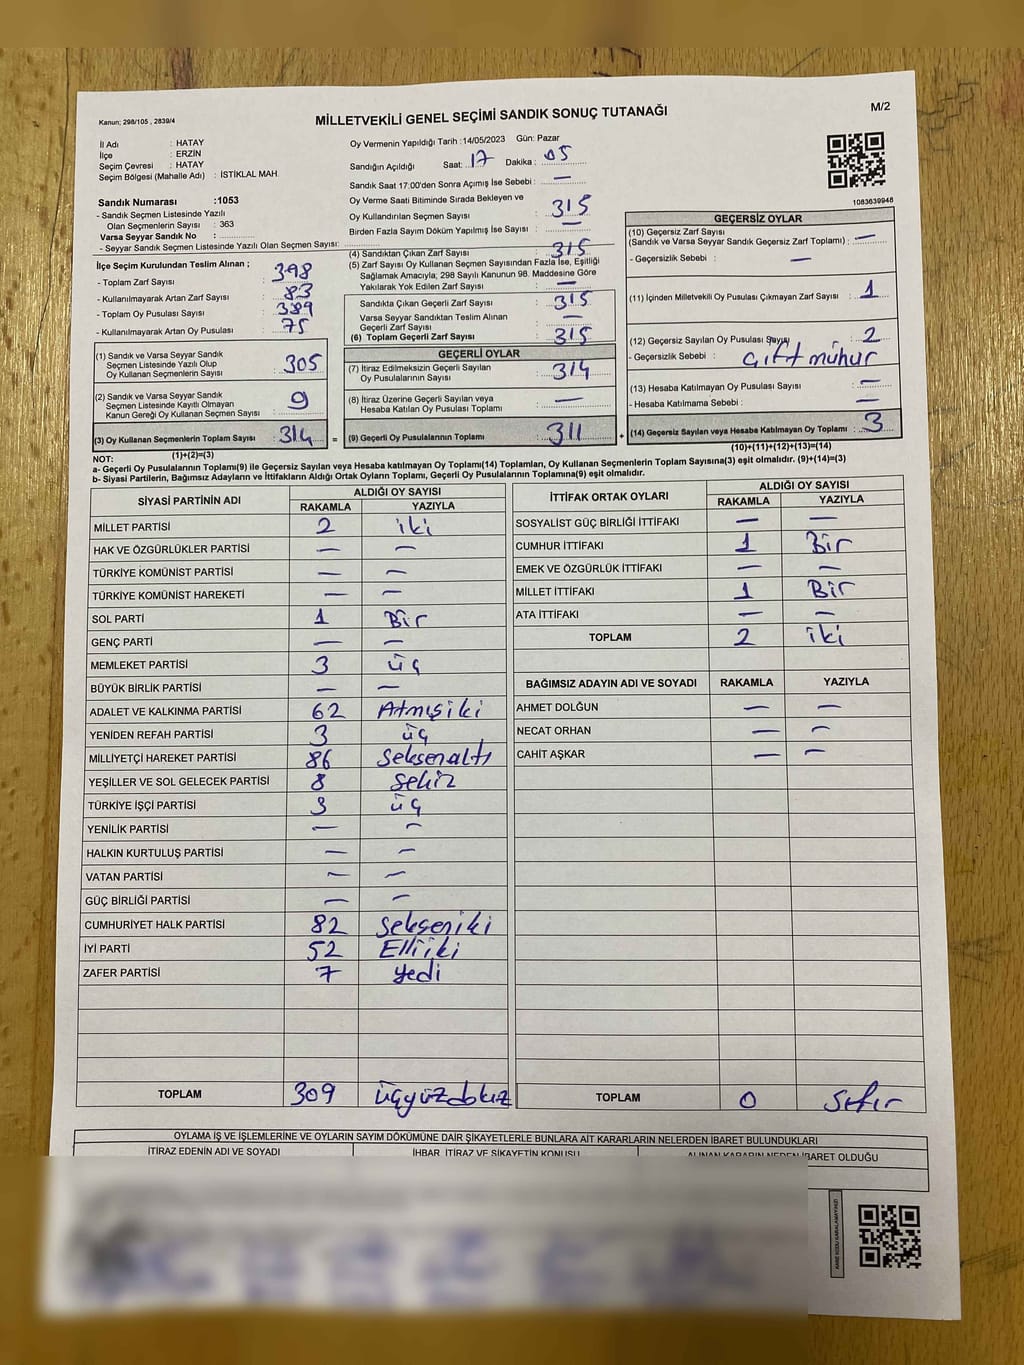 MİLLETVEKİLİ GENEL SEÇİMİ SANDIK SONUÇ TUTANAĞI
M/2
Kanun; 298/105 , 2839/4
İl Adı : HATAY
İlçe : ERZİN
Seçim Çevresi : HATAY
Seçim Bölgesi (Mahalle Adı) : İSTİKLAL MAH.
Sandık Numarası :1053
- Sandık Seçmen Listesinde Yazılı
Olan Seçmenlerin Sayısı : 363
Varsa Seyyar Sandık No :
- Seyyar Sandık Seçmen Listesinde Yazılı Olan Seçmen Sayısı:
Oy Vermenin Yapıldığı Tarih :14/05/2023 Gün: Pazar
Sandığın Açıldığı Saat: 17 Dakika : 05
Sandık Saat 17:00'den Sonra Açımış İse Sebebi : —
Oy Verme Saati Bitiminde Sırada Bekleyen ve
Oy Kullandırılan Seçmen Sayısı : 315
Birden Fazla Sayım Döküm Yapılmış İse Sayısı : —
1083639948
İlçe Seçim Kurulundan Teslim Alınan ;
- Toplam Zarf Sayısı : 398
- Kullanılmayarak Artan Zarf Sayısı : 83
- Toplam Oy Pusulası Sayısı : 389
- Kullanılmayarak Artan Oy Pusulası : 75
(1) Sandık ve Varsa Seyyar Sandık
Seçmen Listesinde Yazılı Olup
Oy Kullanan Seçmenlerin Sayısı : 305
(2) Sandık ve Varsa Seyyar Sandık
Seçmen Listesinde Kayıtlı Olmayan
Kanun Gereği Oy Kullanan Seçmen Sayısı : 9
(3) Oy Kullanan Seçmenlerin Toplam Sayısı : 314
(1)+(2)=(3)
(4) Sandıktan Çıkan Zarf Sayısı : 315
(5) Zarf Sayısı Oy Kullanan Seçmen Sayısından Fazla İse, Eşitliği
Sağlamak Amacıyla; 298 Sayılı Kanunun 98. Maddesine Göre
Yakılarak Yok Edilen Zarf Sayısı : —
Sandıkta Çıkan Geçerli Zarf Sayısı : 315
Varsa Seyyar Sandıktan Teslim Alınan
Geçerli Zarf Sayısı : —
(6) Toplam Geçerli Zarf Sayısı : 315
GEÇERLİ OYLAR
(7) İtiraz Edilmeksizin Geçerli Sayılan
Oy Pusulalarının Sayısı : 314
(8) İtiraz Üzerine Geçerli Sayılan veya
Hesaba Katılan Oy Pusulası Toplamı : —
= (9) Geçerli Oy Pusulalarının Toplamı : 311 +
GEÇERSİZ OYLAR
(10) Geçersiz Zarf Sayısı
(Sandık ve Varsa Seyyar Sandık Geçersiz Zarf Toplamı) : —
- Geçersizlik Sebebi : —
(11) İçinden Milletvekili Oy Pusulası Çıkmayan Zarf Sayısı : 1
(12) Geçersiz Sayılan Oy Pusulası Sayısı : 2
- Geçersizlik Sebebi : çift mühür
(13) Hesaba Katılmayan Oy Pusulası Sayısı : —
- Hesaba Katılmama Sebebi : —
(14) Geçersiz Sayılan veya Hesaba Katılmayan Oy Toplamı : 3
(10)+(11)+(12)+(13)=(14)
NOT:
a- Geçerli Oy Pusulalarının Toplamı(9) ile Geçersiz Sayılan veya Hesaba katılmayan Oy Toplamı(14) Toplamları, Oy Kullanan Seçmenlerin Toplam Sayısına(3) eşit olmalıdır. (9)+(14)=(3)
b- Siyasi Partilerin, Bağımsız Adayların ve İttifakların Aldığı Oyların Toplamı, Geçerli Oy Pusulalarının Toplamına(9) eşit olmalıdır.
SİYASİ PARTİNİN ADI ALDIĞI OY SAYISI
RAKAMLA YAZIYLA
MİLLET PARTİSİ 2 iki
HAK VE ÖZGÜRLÜKLER PARTİSİ — —
TÜRKİYE KOMÜNİST PARTİSİ — —
TÜRKİYE KOMÜNİST HAREKETİ — —
SOL PARTİ 1 Bir
GENÇ PARTİ — —
MEMLEKET PARTİSİ 3 üç
BÜYÜK BİRLİK PARTİSİ — —
ADALET VE KALKINMA PARTİSİ 62 Atmışiki
YENİDEN REFAH PARTİSİ 3 üç
MİLLİYETÇİ HAREKET PARTİSİ 86 Seksenaltı
YEŞİLLER VE SOL GELECEK PARTİSİ 8 Sekiz
TÜRKİYE İŞÇİ PARTİSİ 3 üç
YENİLİK PARTİSİ — —
HALKIN KURTULUŞ PARTİSİ — —
VATAN PARTİSİ — —
GÜÇ BİRLİĞİ PARTİSİ — —
CUMHURİYET HALK PARTİSİ 82 Sekseniki
İYİ PARTİ 52 Elliiki
ZAFER PARTİSİ 7 Yedi
TOPLAM 309 üçyüzdokuz
İTTİFAK ORTAK OYLARI ALDIĞI OY SAYISI
RAKAMLA YAZIYLA
SOSYALİST GÜÇ BİRLİĞİ İTTİFAKI — —
CUMHUR İTTİFAKI 1 Bir
EMEK VE ÖZGÜRLÜK İTTİFAKI — —
MİLLET İTTİFAKI 1 Bir
ATA İTTİFAKI — —
TOPLAM 2 iki
BAĞIMSIZ ADAYIN ADI VE SOYADI RAKAMLA YAZIYLA
AHMET DOLĞUN — —
NECAT ORHAN — —
CAHİT AŞKAR — —
TOPLAM 0 Sıfır
OYLAMA İŞ VE İŞLEMLERİNE VE OYLARIN SAYIM DÖKÜMÜNE DAİR ŞİKAYETLERLE BUNLARA AİT KARARLARIN NELERDEN İBARET BULUNDUKLARI
İTİRAZ EDENİN ADI VE SOYADI İHBAR, İTİRAZ VE ŞİKAYETİN KONUSU ALINAN KARARIN NEDEN İBARET OLDUĞU
KARE KODU KARALAMAYINIZ!